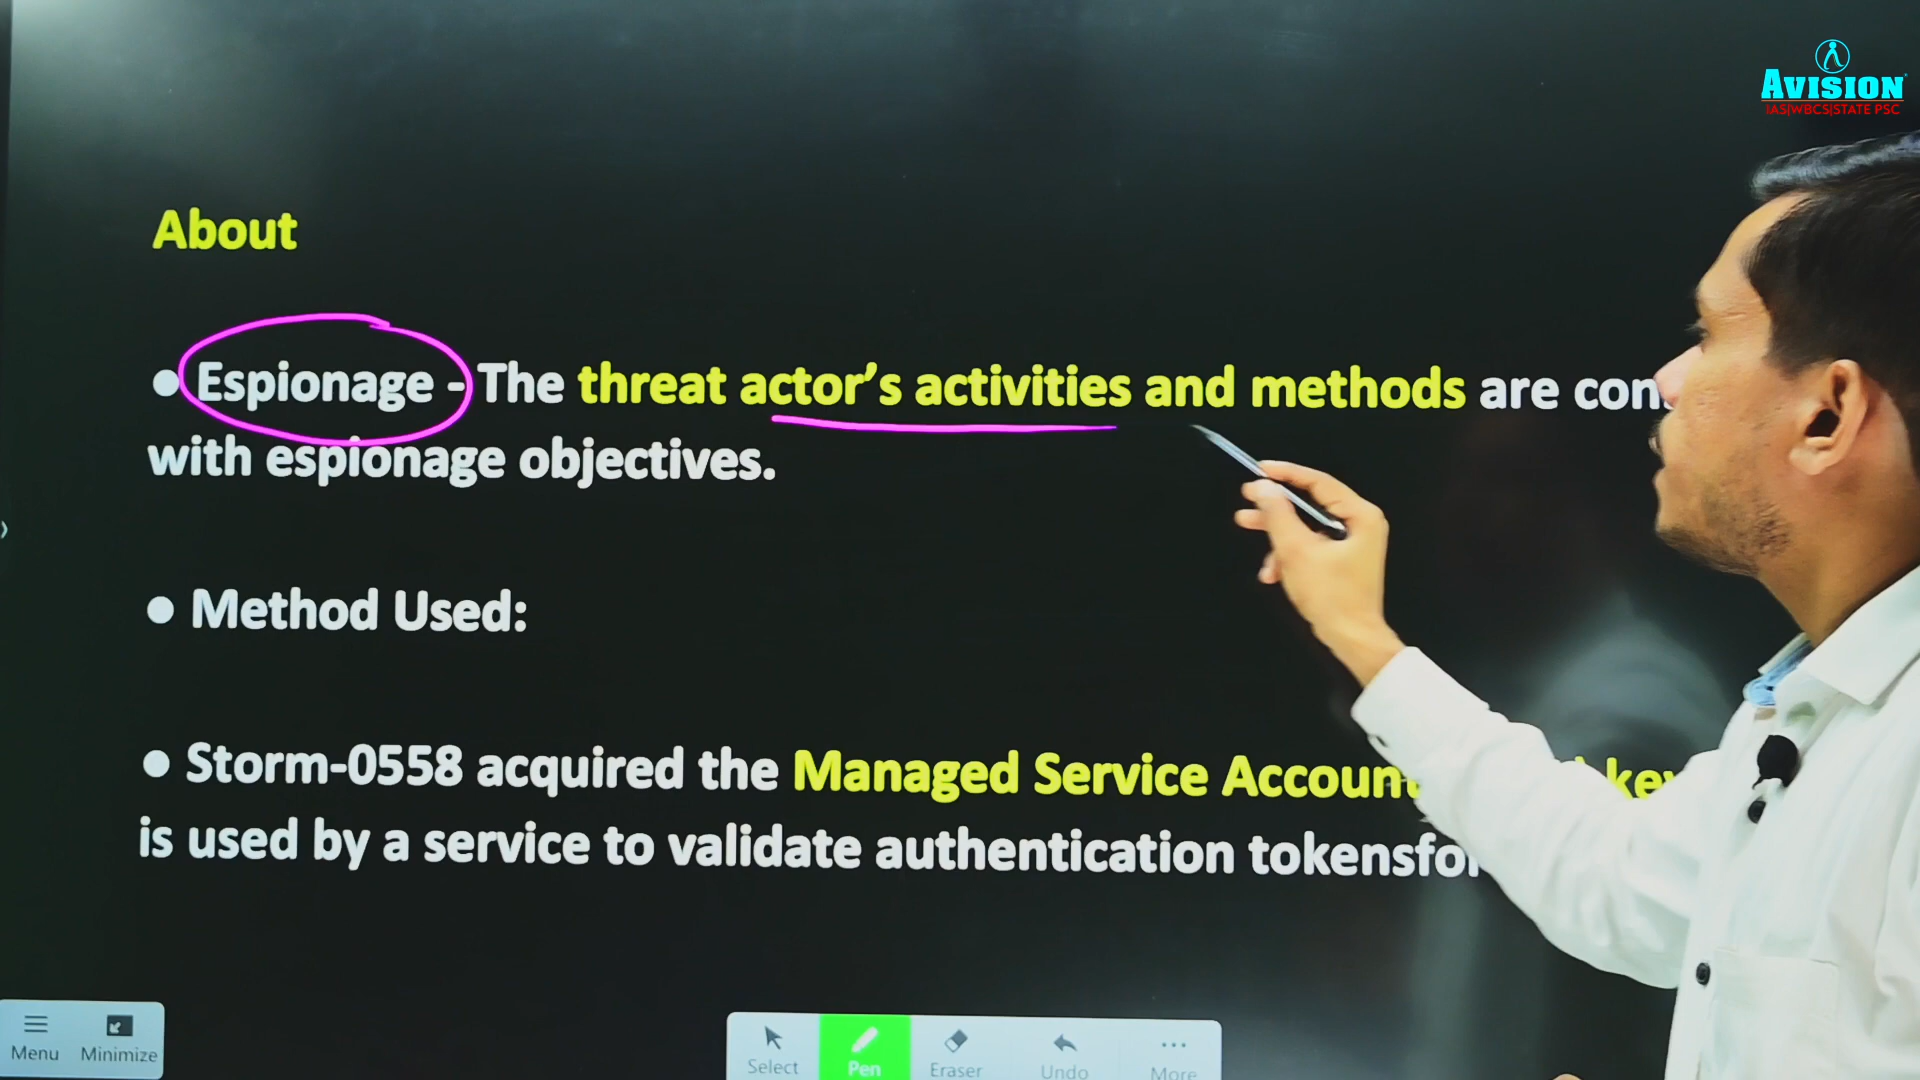 AVISION
IAS|WBCS|STATE PSC
About
● Espionage - The threat actor’s activities and methods are
with espionage objectives.
● Method Used:
● Storm-0558 acquired the Managed Service Account
is used by a service to validate authentication tokensfor
Menu
Minimize
Select
Pen
Eraser
Undo
More